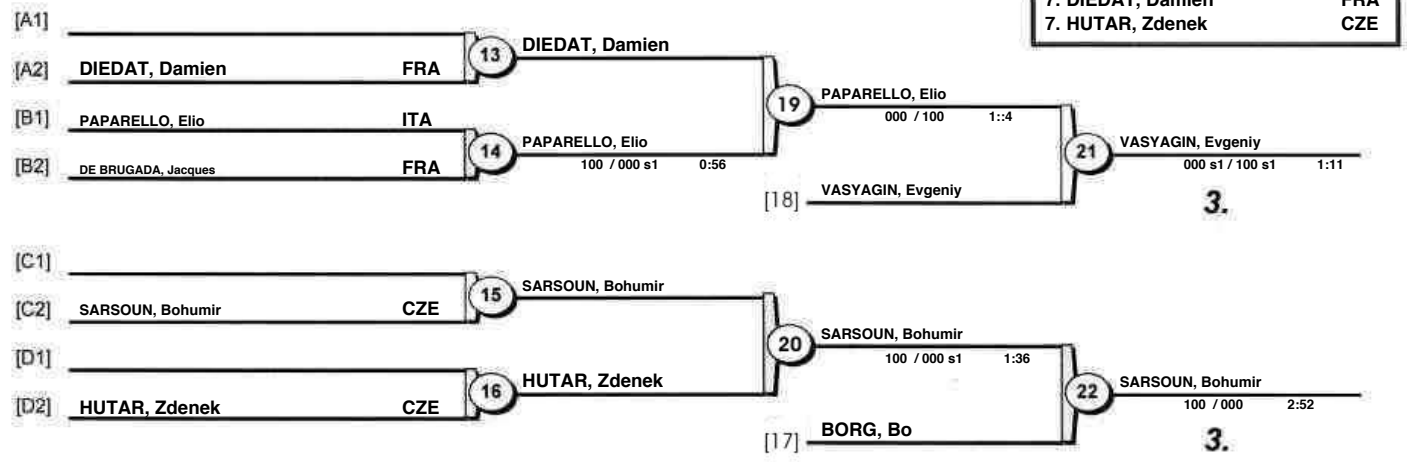 7. DIEDAT, Damien FRA
7. HUTAR, Zdenek CZE
[A1]
13 DIEDAT, Damien
[A2] DIEDAT, Damien FRA
19 PAPARELLO, Elio
000 / 100 1::4
[B1] PAPARELLO, Elio ITA
14 PAPARELLO, Elio
100 / 000 s1 0:56
21 VASYAGIN, Evgeniy
000 s1 / 100 s1 1:11
[B2] DE BRUGADA, Jacques FRA
[18] VASYAGIN, Evgeniy
3.
[C1]
15 SARSOUN, Bohumir
[C2] SARSOUN, Bohumir CZE
20 SARSOUN, Bohumir
100 / 000 s1 1:36
[D1]
16 HUTAR, Zdenek
22 SARSOUN, Bohumir
100 / 000 2:52
[D2] HUTAR, Zdenek CZE
[17] BORG, Bo
3.